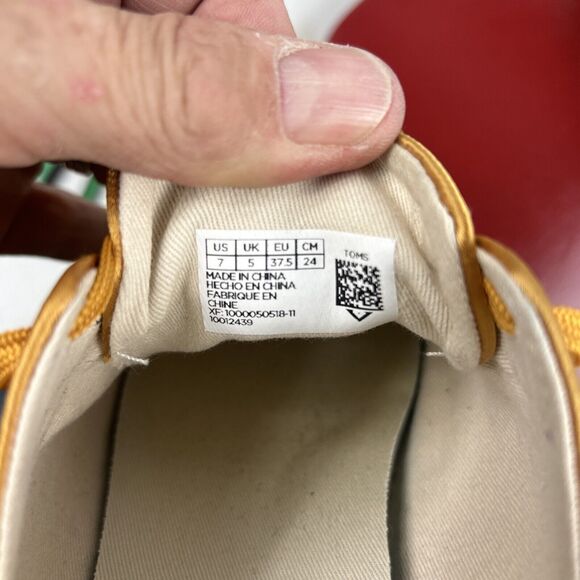 US UK EU CM
7 5 37.5 24
TOMS
MADE IN CHINA
HECHO EN CHINA
FABRIQUE EN
CHINE
XF: 1000050518-11
10012439